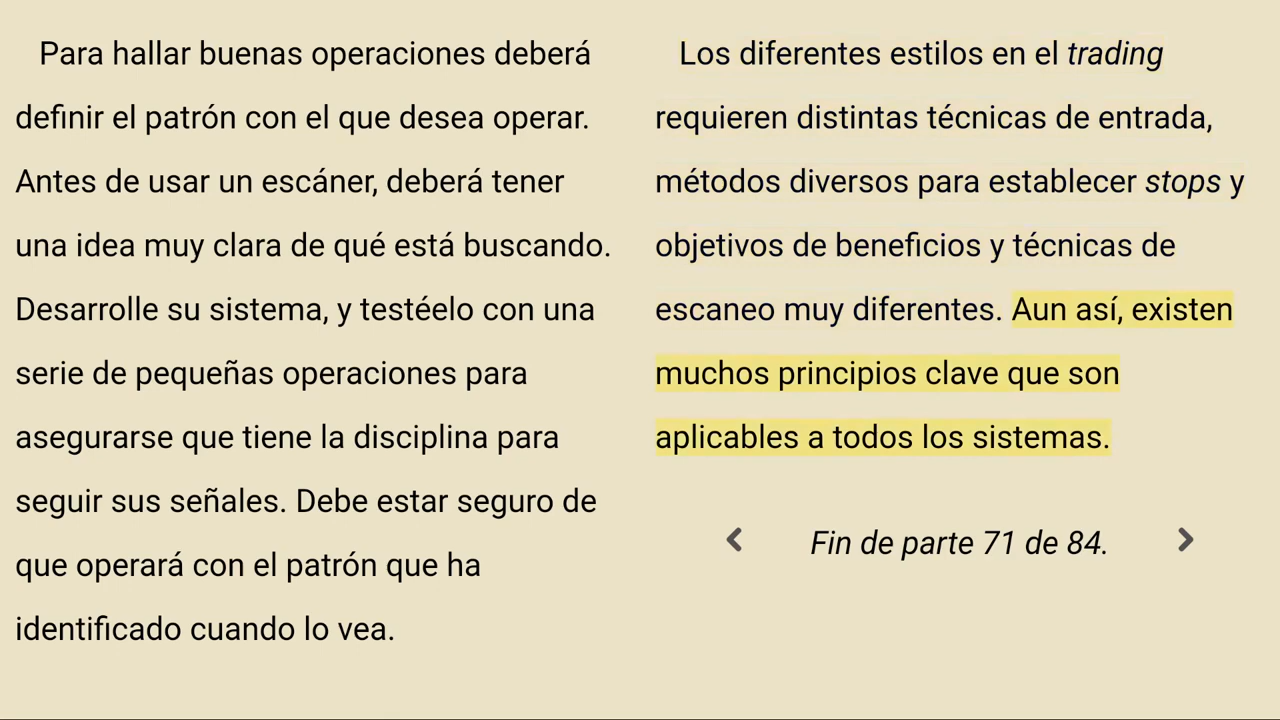 Para hallar buenas operaciones deberá
definir el patrón con el que desea operar.
Antes de usar un escáner, deberá tener
una idea muy clara de qué está buscando.
Desarrolle su sistema, y testéelo con una
serie de pequeñas operaciones para
asegurarse que tiene la disciplina para
seguir sus señales. Debe estar seguro de
que operará con el patrón que ha
identificado cuando lo vea.
Los diferentes estilos en el trading
requieren distintas técnicas de entrada,
métodos diversos para establecer stops y
objetivos de beneficios y técnicas de
escaneo muy diferentes. Aun así, existen
muchos principios clave que son
aplicables a todos los sistemas.
Fin de parte 71 de 84.